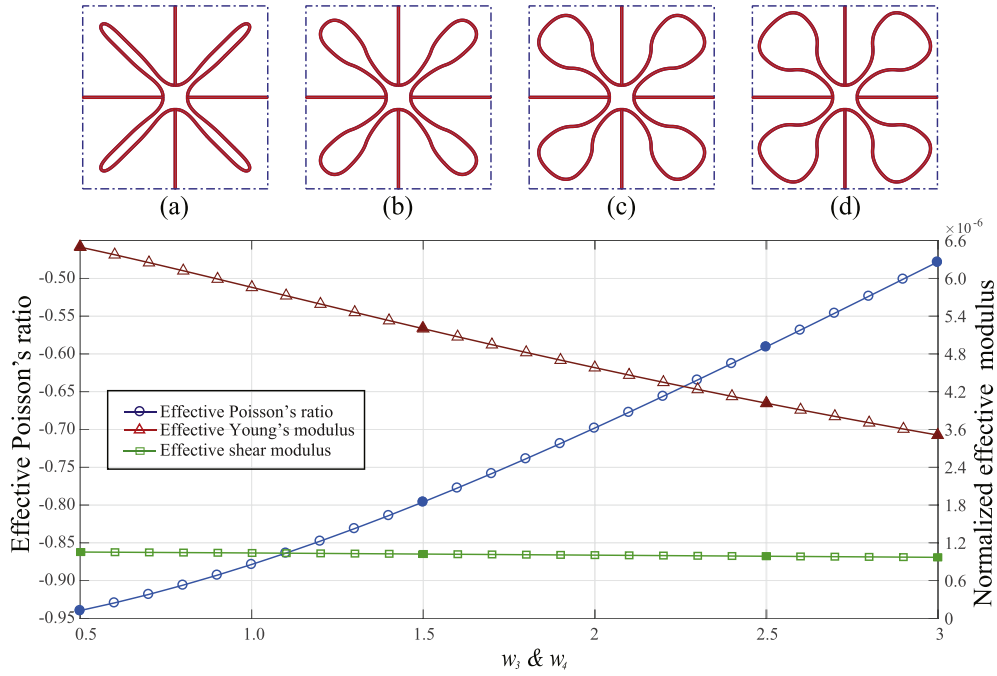 (a) (b) (c) (d)
×10⁻⁶
Effective Poisson's ratio
-0.50
-0.55
-0.60
-0.65
-0.70
-0.75
-0.80
-0.85
-0.90
-0.95
Effective Poisson's ratio
Effective Young's modulus
Effective shear modulus
6.6
6.0
5.4
4.8
4.2
3.6
3.0
2.4
1.8
1.2
0.6
0
Normalized effective modulus
0.5 1.0 1.5 2 2.5 3
w₃ & w₄